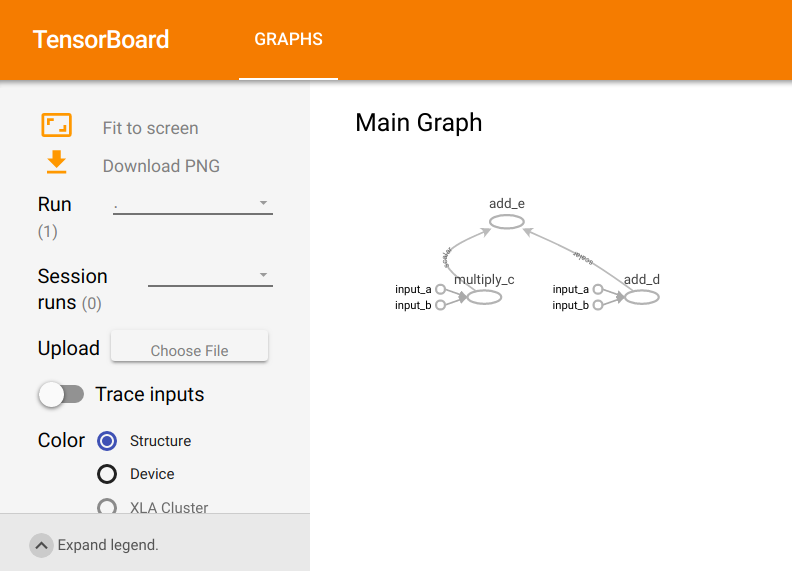 TensorBoard
GRAPHS
Fit to screen
Download PNG
Run .
(1)
Session
runs (0)
Upload Choose File
Trace inputs
Color Structure
Device
XLA Cluster
Expand legend.
Main Graph
add_e
scalar
scalar
multiply_c
add_d
input_a
input_b
input_a
input_b